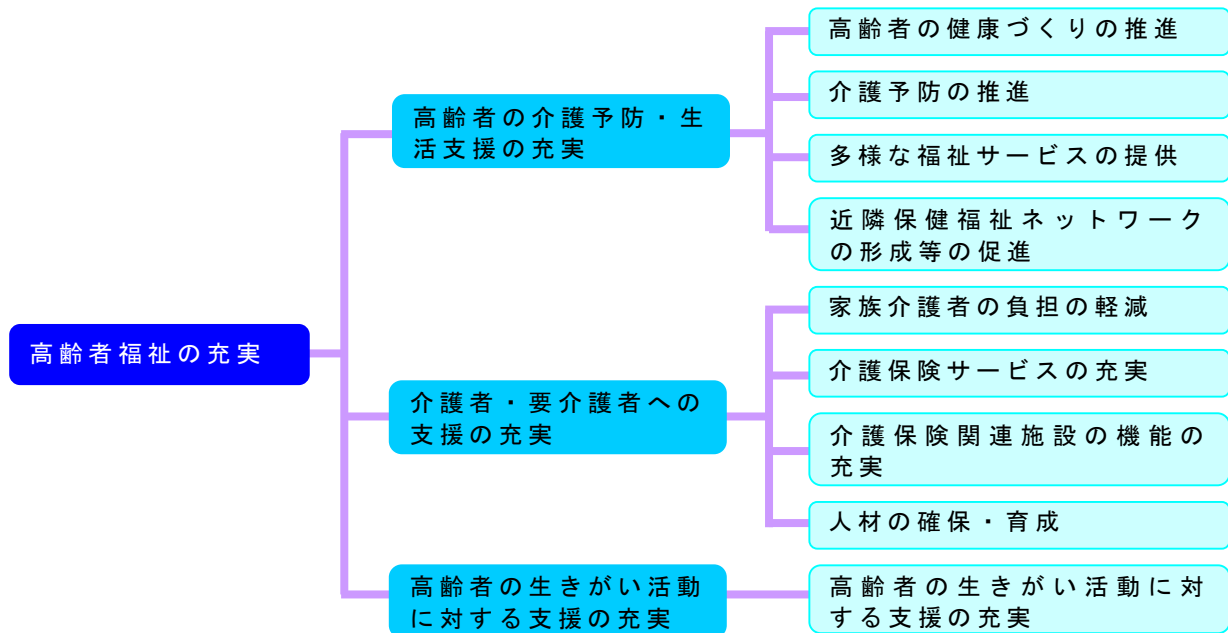 高齢者福祉の充実
高齢者の介護予防・生
活支援の充実
高齢者の健康づくりの推進
介護予防の推進
多様な福祉サービスの提供
近隣保健福祉ネットワーク
の形成等の促進
介護者・要介護者への
支援の充実
家族介護者の負担の軽減
介護保険サービスの充実
介護保険関連施設の機能の
充実
人材の確保・育成
高齢者の生きがい活動
に対する支援の充実
高齢者の生きがい活動に対
する支援の充実